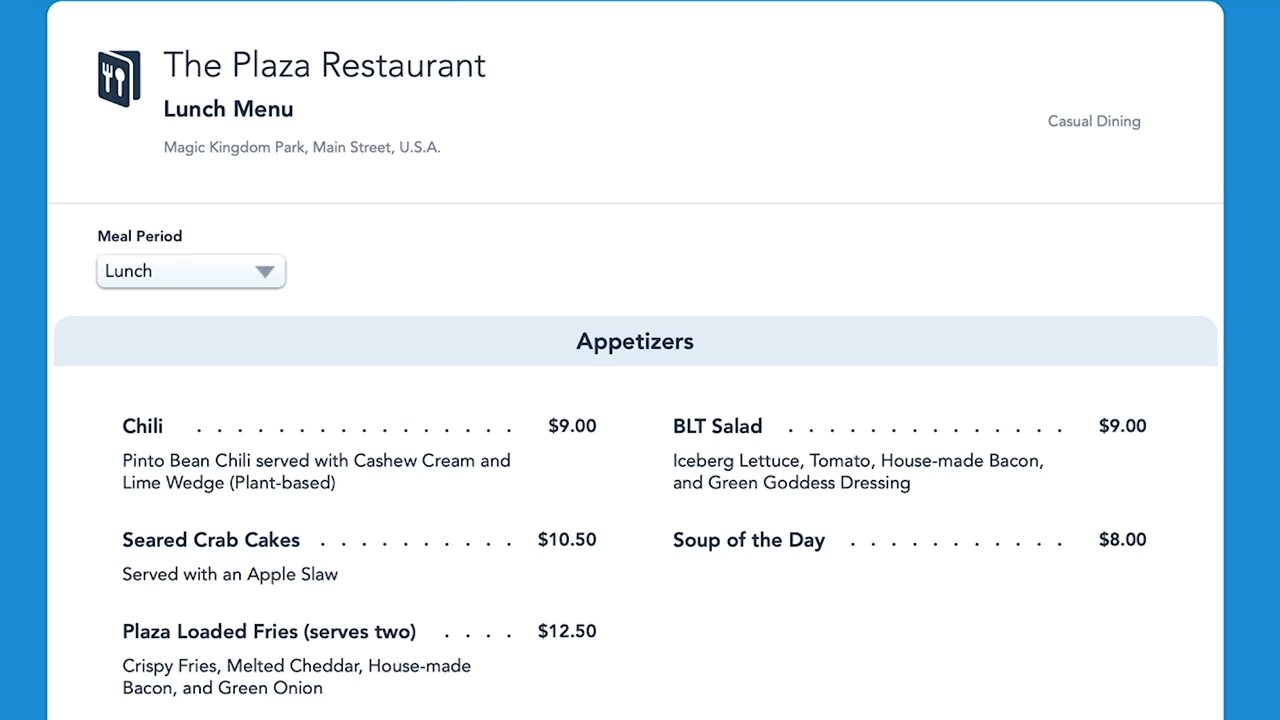 The Plaza Restaurant
Lunch Menu
Magic Kingdom Park, Main Street, U.S.A.
Casual Dining
Meal Period
Lunch
Appetizers
Chili . . . . . . . . . . . . . . . . $9.00
Pinto Bean Chili served with Cashew Cream and
Lime Wedge (Plant-based)
Seared Crab Cakes . . . . . . . . . . $10.50
Served with an Apple Slaw
Plaza Loaded Fries (serves two) . . . . $12.50
Crispy Fries, Melted Cheddar, House-made
Bacon, and Green Onion
BLT Salad . . . . . . . . . . . . . . $9.00
Iceberg Lettuce, Tomato, House-made Bacon,
and Green Goddess Dressing
Soup of the Day . . . . . . . . . . . $8.00